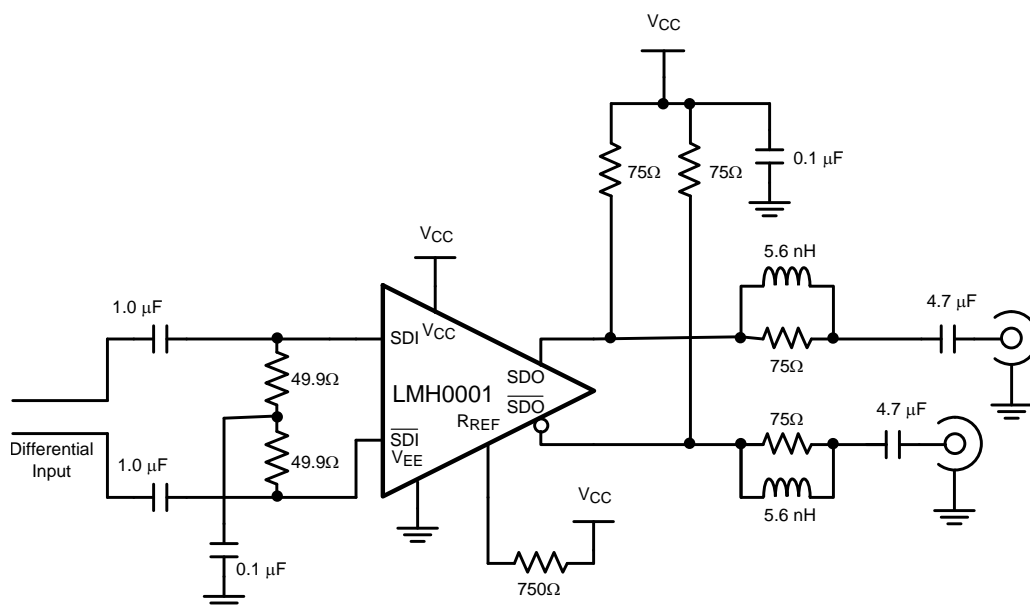 VCC
75Ω
75Ω
0.1 µF
5.6 nH
VCC
4.7 µF
1.0 µF
SDI
VCC
75Ω
49.9Ω
SDO
LMH0001
SDO
RREF
75Ω
4.7 µF
Differential
Input
SDI
VEE
1.0 µF
49.9Ω
VCC
5.6 nH
0.1 µF
750Ω